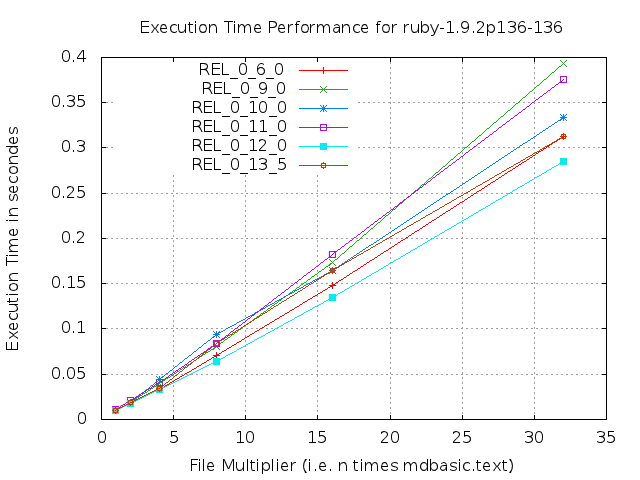 Execution Time Performance for ruby-1.9.2p136-136
0.4
0.35
0.3
0.25
0.2
0.15
0.1
0.05
0
Execution Time in secondes
REL_0_6_0
REL_0_9_0
REL_0_10_0
REL_0_11_0
REL_0_12_0
REL_0_13_5
0 5 10 15 20 25 30 35
File Multiplier (i.e. n times mdbasic.text)